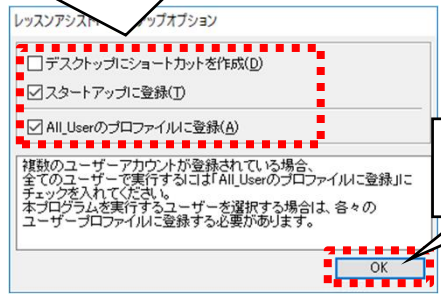 レッスンアシスト
ップオプション
デスクトップにショートカットを作成(D)
スタートアップに登録(T)
All_Userのプロファイルに登録(A)
複数のユーザーアカウントが登録されている場合、
全てのユーザーで実行するには「All_Userのプロファイルに登録」に
チェックを入れてください。
本プログラムを実行するユーザーを選択する場合は、各々の
ユーザープロファイルに登録する必要があります。
OK